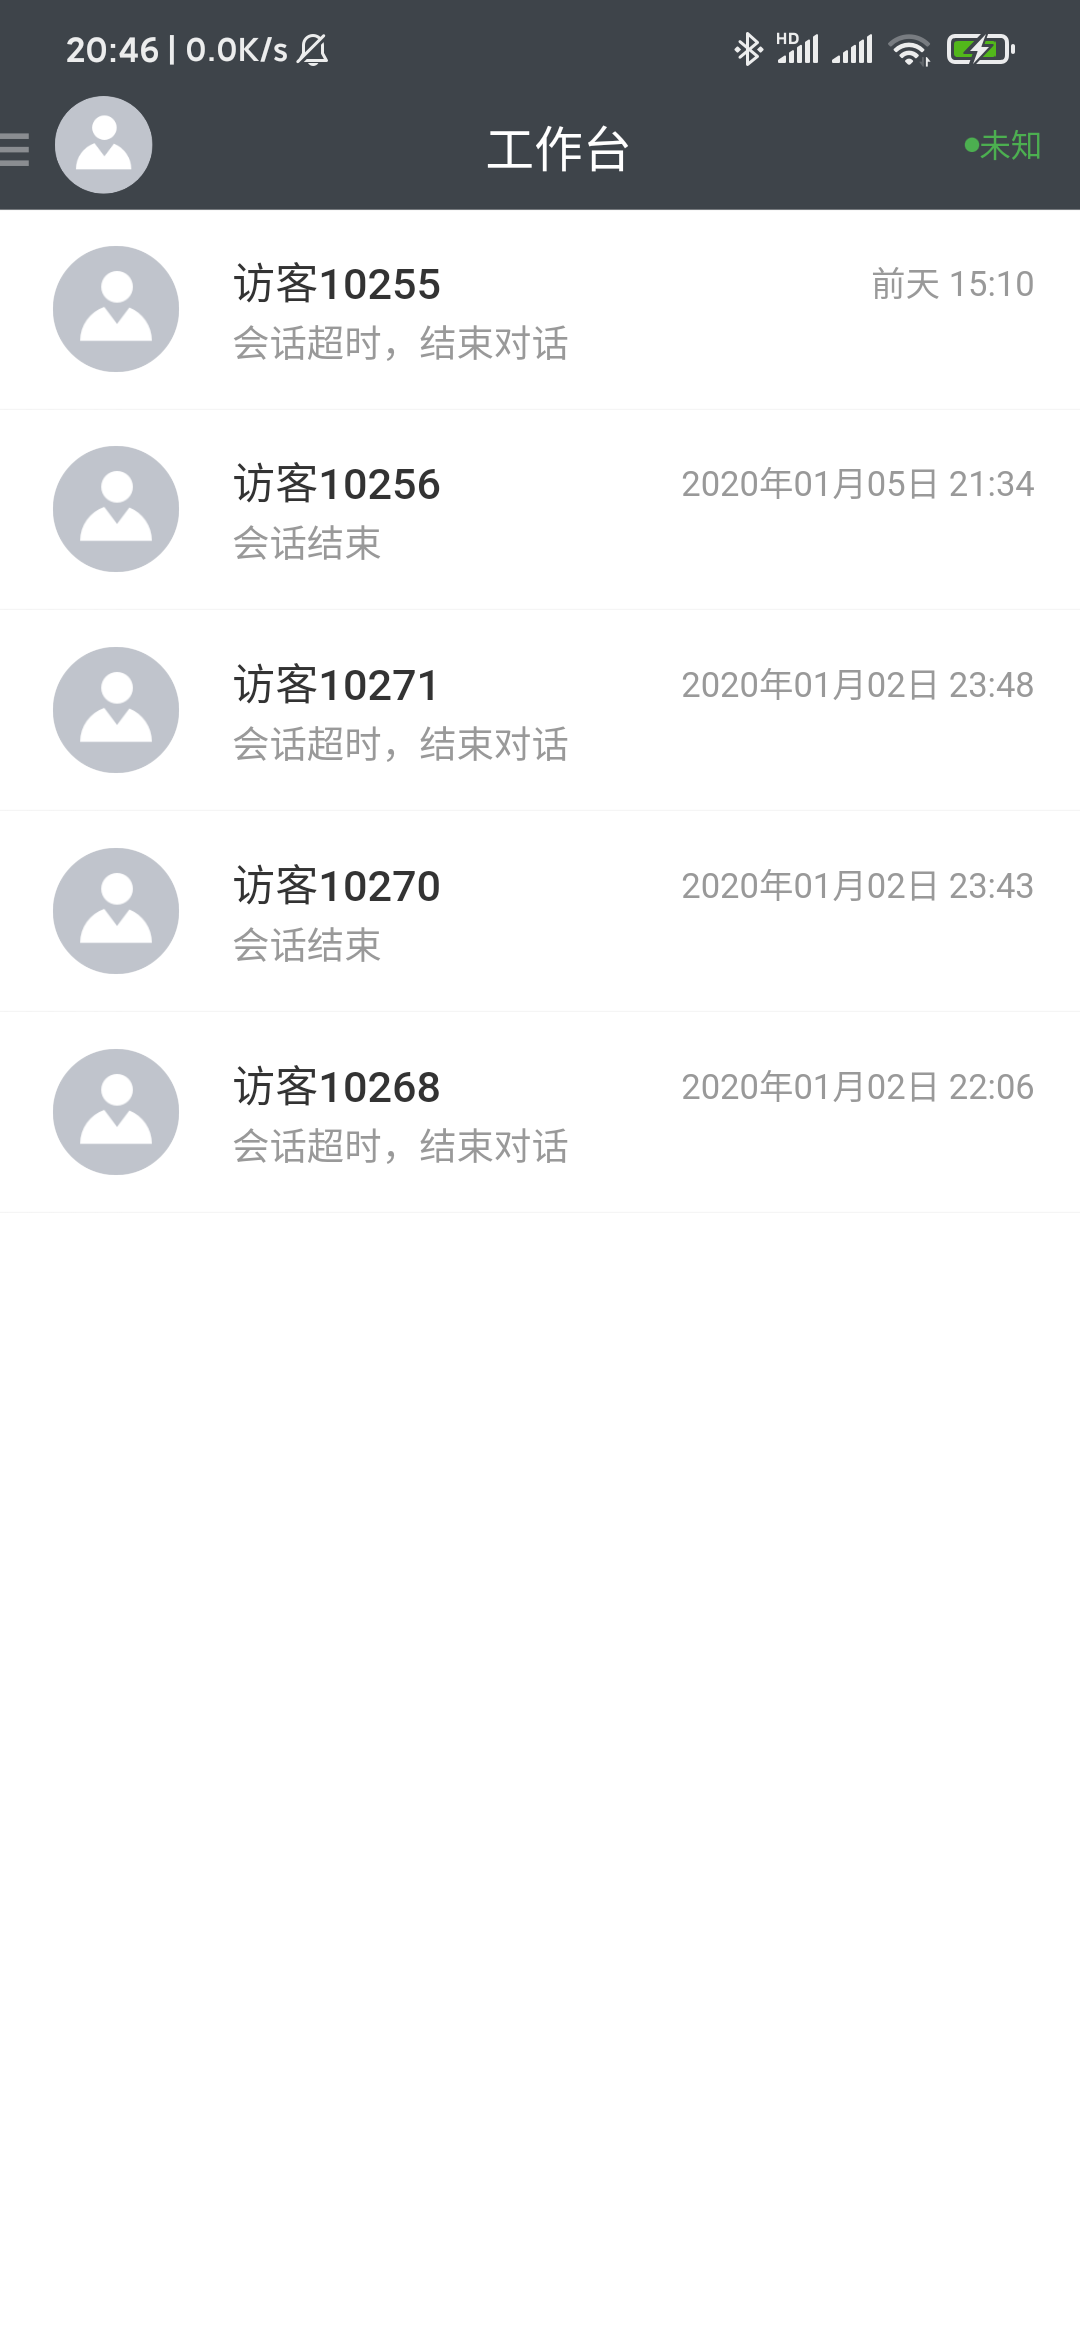 20:46 | 0.0K/s
HD
工作台
未知
访客10255
前天 15:10
会话超时，结束对话
访客10256
2020年01月05日 21:34
会话结束
访客10271
2020年01月02日 23:48
会话超时，结束对话
访客10270
2020年01月02日 23:43
会话结束
访客10268
2020年01月02日 22:06
会话超时，结束对话